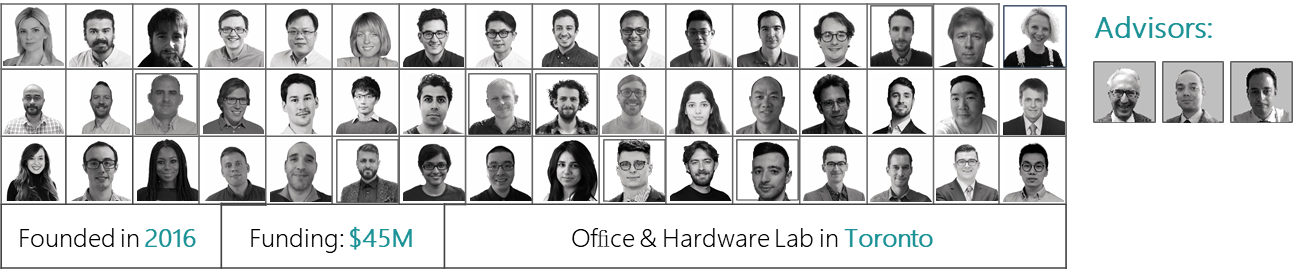 Advisors:
Founded in 2016
Funding: $45M
Office & Hardware Lab in Toronto